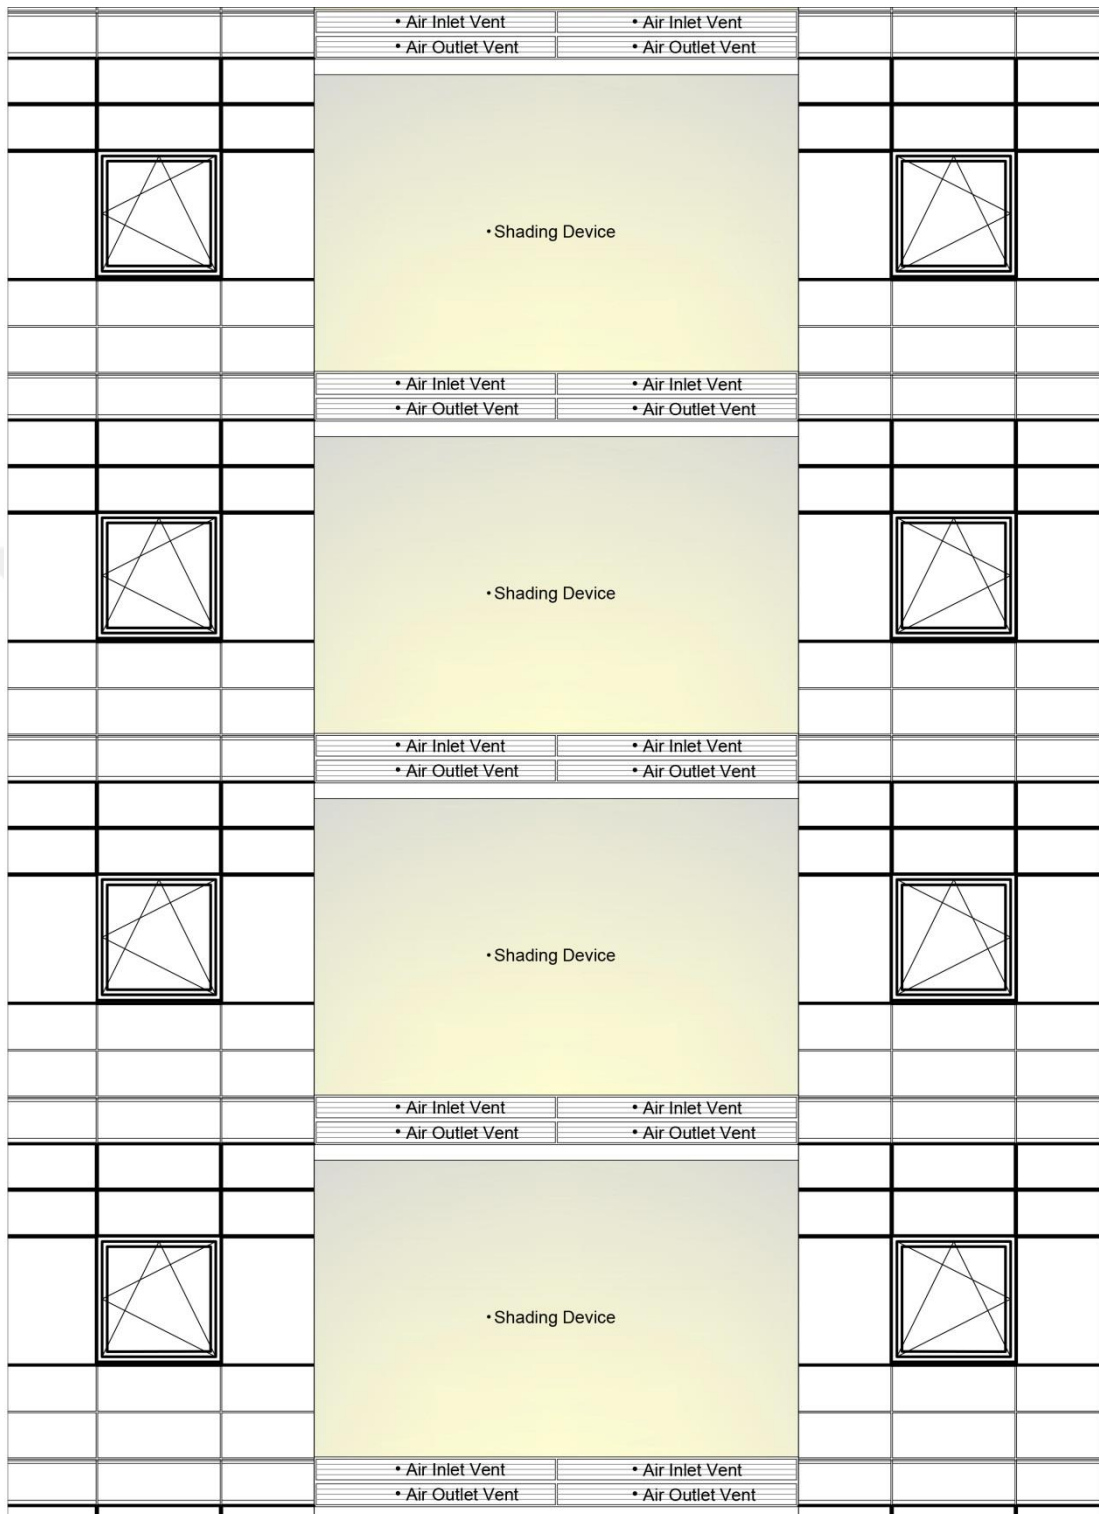 • Air Inlet Vent • Air Inlet Vent
• Air Outlet Vent • Air Outlet Vent
• Shading Device
• Air Inlet Vent • Air Inlet Vent
• Air Outlet Vent • Air Outlet Vent
• Shading Device
• Air Inlet Vent • Air Inlet Vent
• Air Outlet Vent • Air Outlet Vent
• Shading Device
• Air Inlet Vent • Air Inlet Vent
• Air Outlet Vent • Air Outlet Vent
• Shading Device
• Air Inlet Vent • Air Inlet Vent
• Air Outlet Vent • Air Outlet Vent